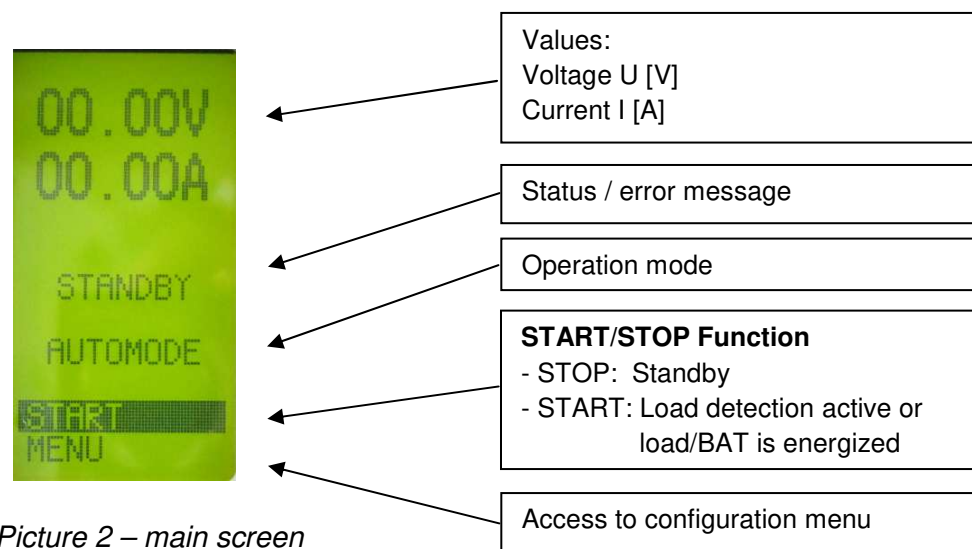 00.00V
00.00A
STANDBY
AUTOMODE
START
MENU
Values:
Voltage U [V]
Current I [A]
Status / error message
Operation mode
START/STOP Function
- STOP: Standby
- START: Load detection active or
load/BAT is energized
Access to configuration menu
Picture 2 – main screen